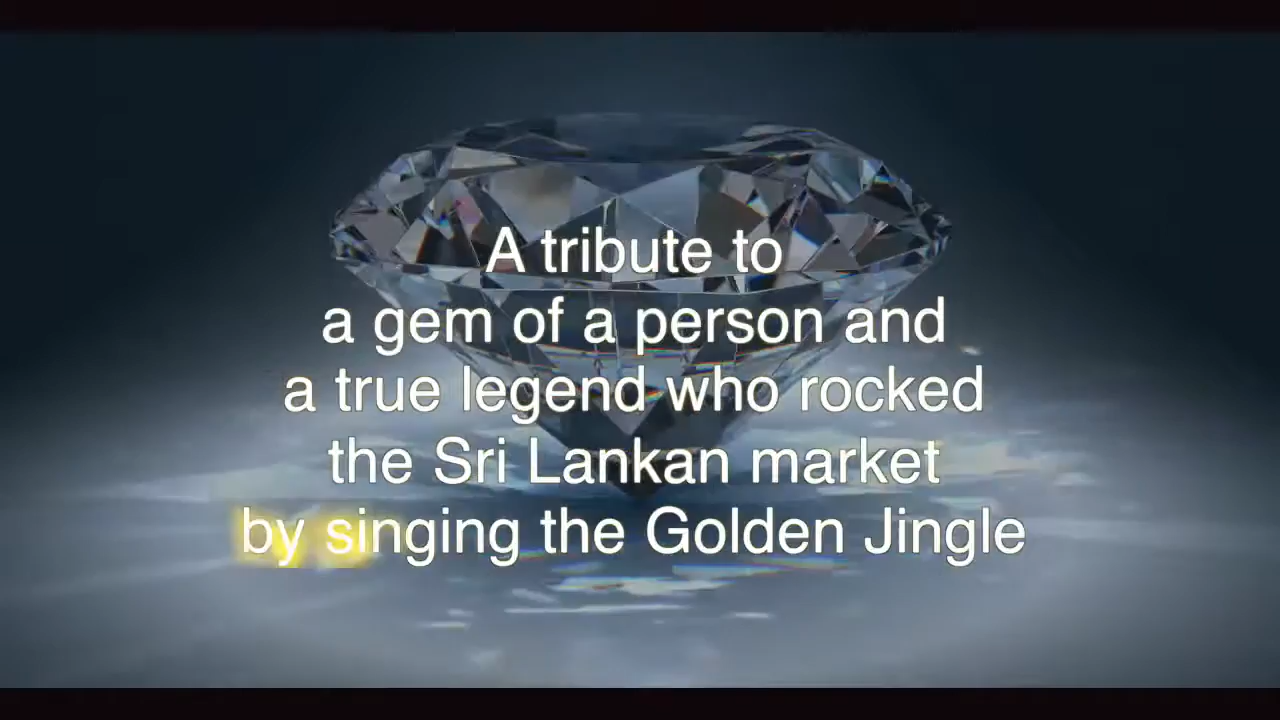 A tribute to
a gem of a person and
a true legend who rocked
the Sri Lankan market
by singing the Golden Jingle